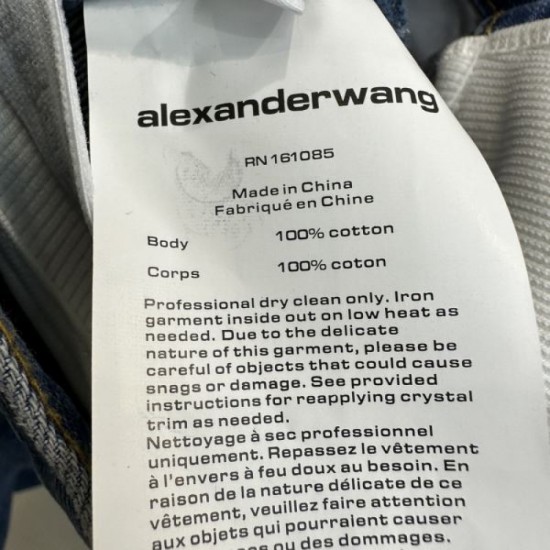 alexanderwang
RN 161085
Made in China
Fabriqué en Chine
Body 100% cotton
Corps 100% coton
Professional dry clean only. Iron
garment inside out on low heat as
needed. Due to the delicate
nature of this garment, please be
careful of objects that could cause
snags or damage. See provided
instructions for reapplying crystal
trim as needed.
Nettoyage à sec professionnel
uniquement. Repassez le vêtement
à l'envers à feu doux au besoin. En
raison de la nature délicate de ce
vêtement, veuillez faire attention
aux objets qui pourraient causer
ou des dommages.